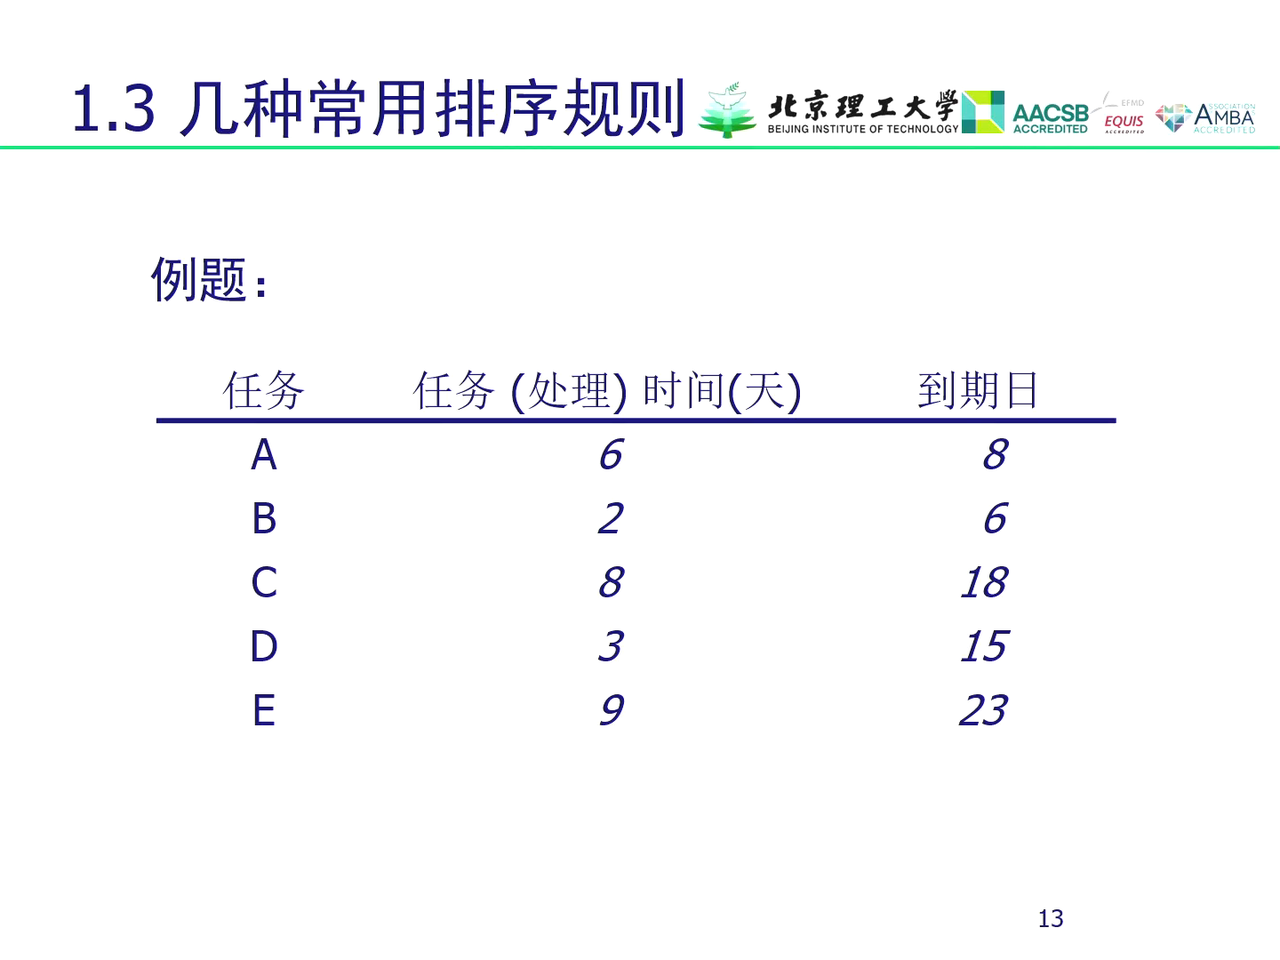 1.3 几种常用排序规则
北京理工大学
BEIJING INSTITUTE OF TECHNOLOGY
AACSB
ACCREDITED
EFMD
EQUIS
ACCREDITED
ASSOCIATION
AMBA
ACCREDITED
例题：
任务 任务 (处理) 时间(天) 到期日
A 6 8
B 2 6
C 8 18
D 3 15
E 9 23
13